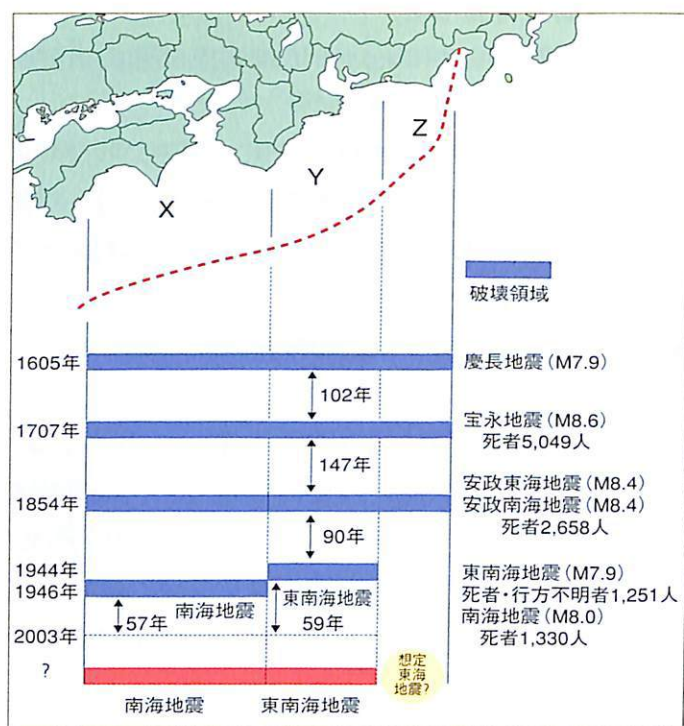 X
Y
Z
破壊領域
1605年
慶長地震(M7.9)
102年
1707年
宝永地震(M8.6)
死者5,049人
147年
安政東海地震(M8.4)
1854年
安政南海地震(M8.4)
死者2,658人
90年
1944年
東南海地震(M7.9)
1946年
死者・行方不明者1,251人
南海地震
東南海地震
南海地震(M8.0)
57年
59年
死者1,330人
2003年
?
想定
東海
地震?
南海地震
東南海地震